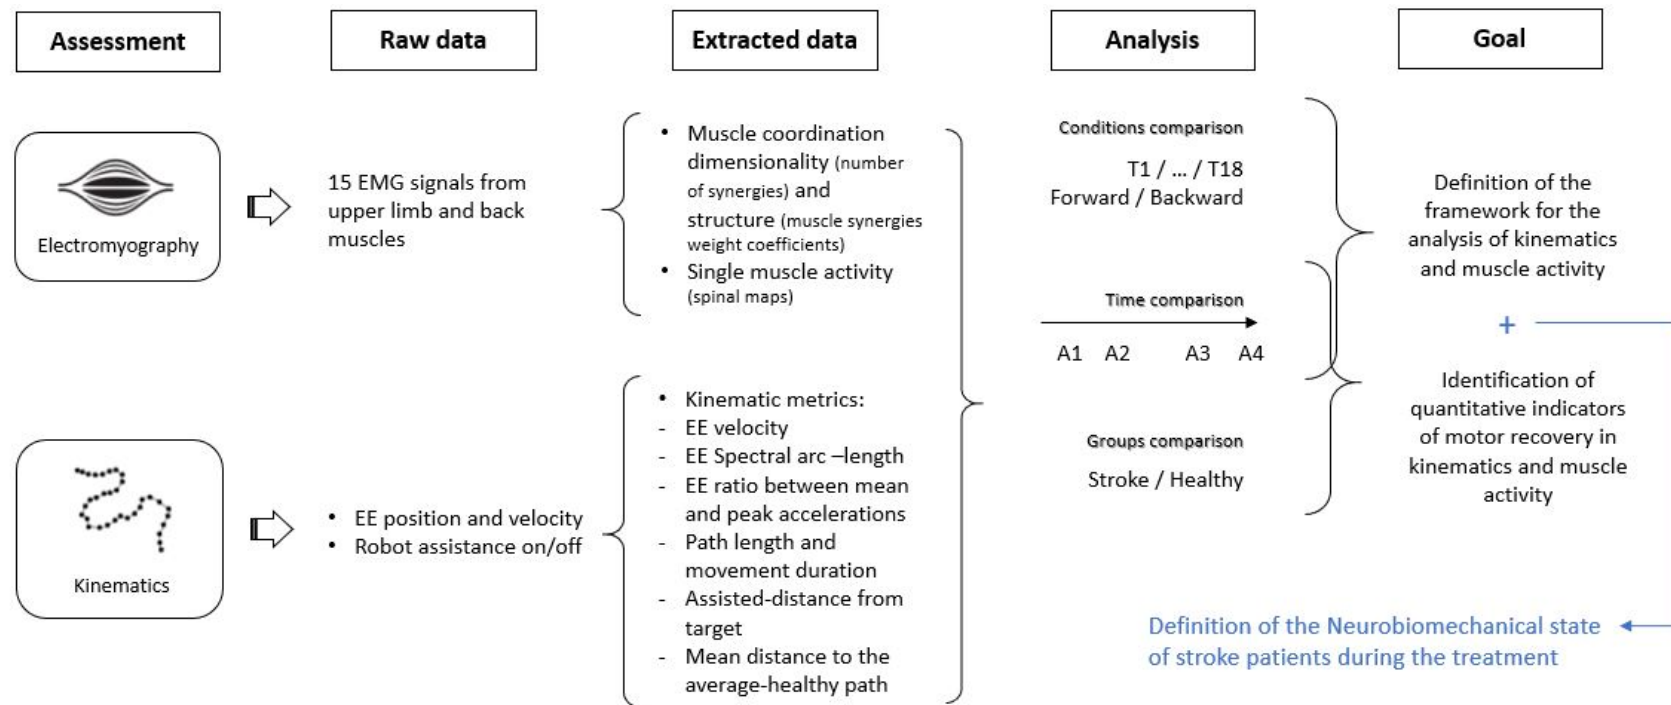 Assessment
Raw data
Extracted data
Analysis
Goal
Electromyography
15 EMG signals from
upper limb and back
muscles
• Muscle coordination
dimensionality (number
of synergies) and
structure (muscle synergies
weight coefficients)
• Single muscle activity
(spinal maps)
Kinematics
• EE position and velocity
• Robot assistance on/off
• Kinematic metrics:
- EE velocity
- EE Spectral arc –length
- EE ratio between mean
and peak accelerations
- Path length and
movement duration
- Assisted-distance from
target
- Mean distance to the
average-healthy path
Conditions comparison
T1 / ... / T18
Forward / Backward
Time comparison
A1 A2 A3 A4
Groups comparison
Stroke / Healthy
Definition of the
framework for the
analysis of kinematics
and muscle activity
+
Identification of
quantitative indicators
of motor recovery in
kinematics and muscle
activity
Definition of the Neurobiomechanical state
of stroke patients during the treatment